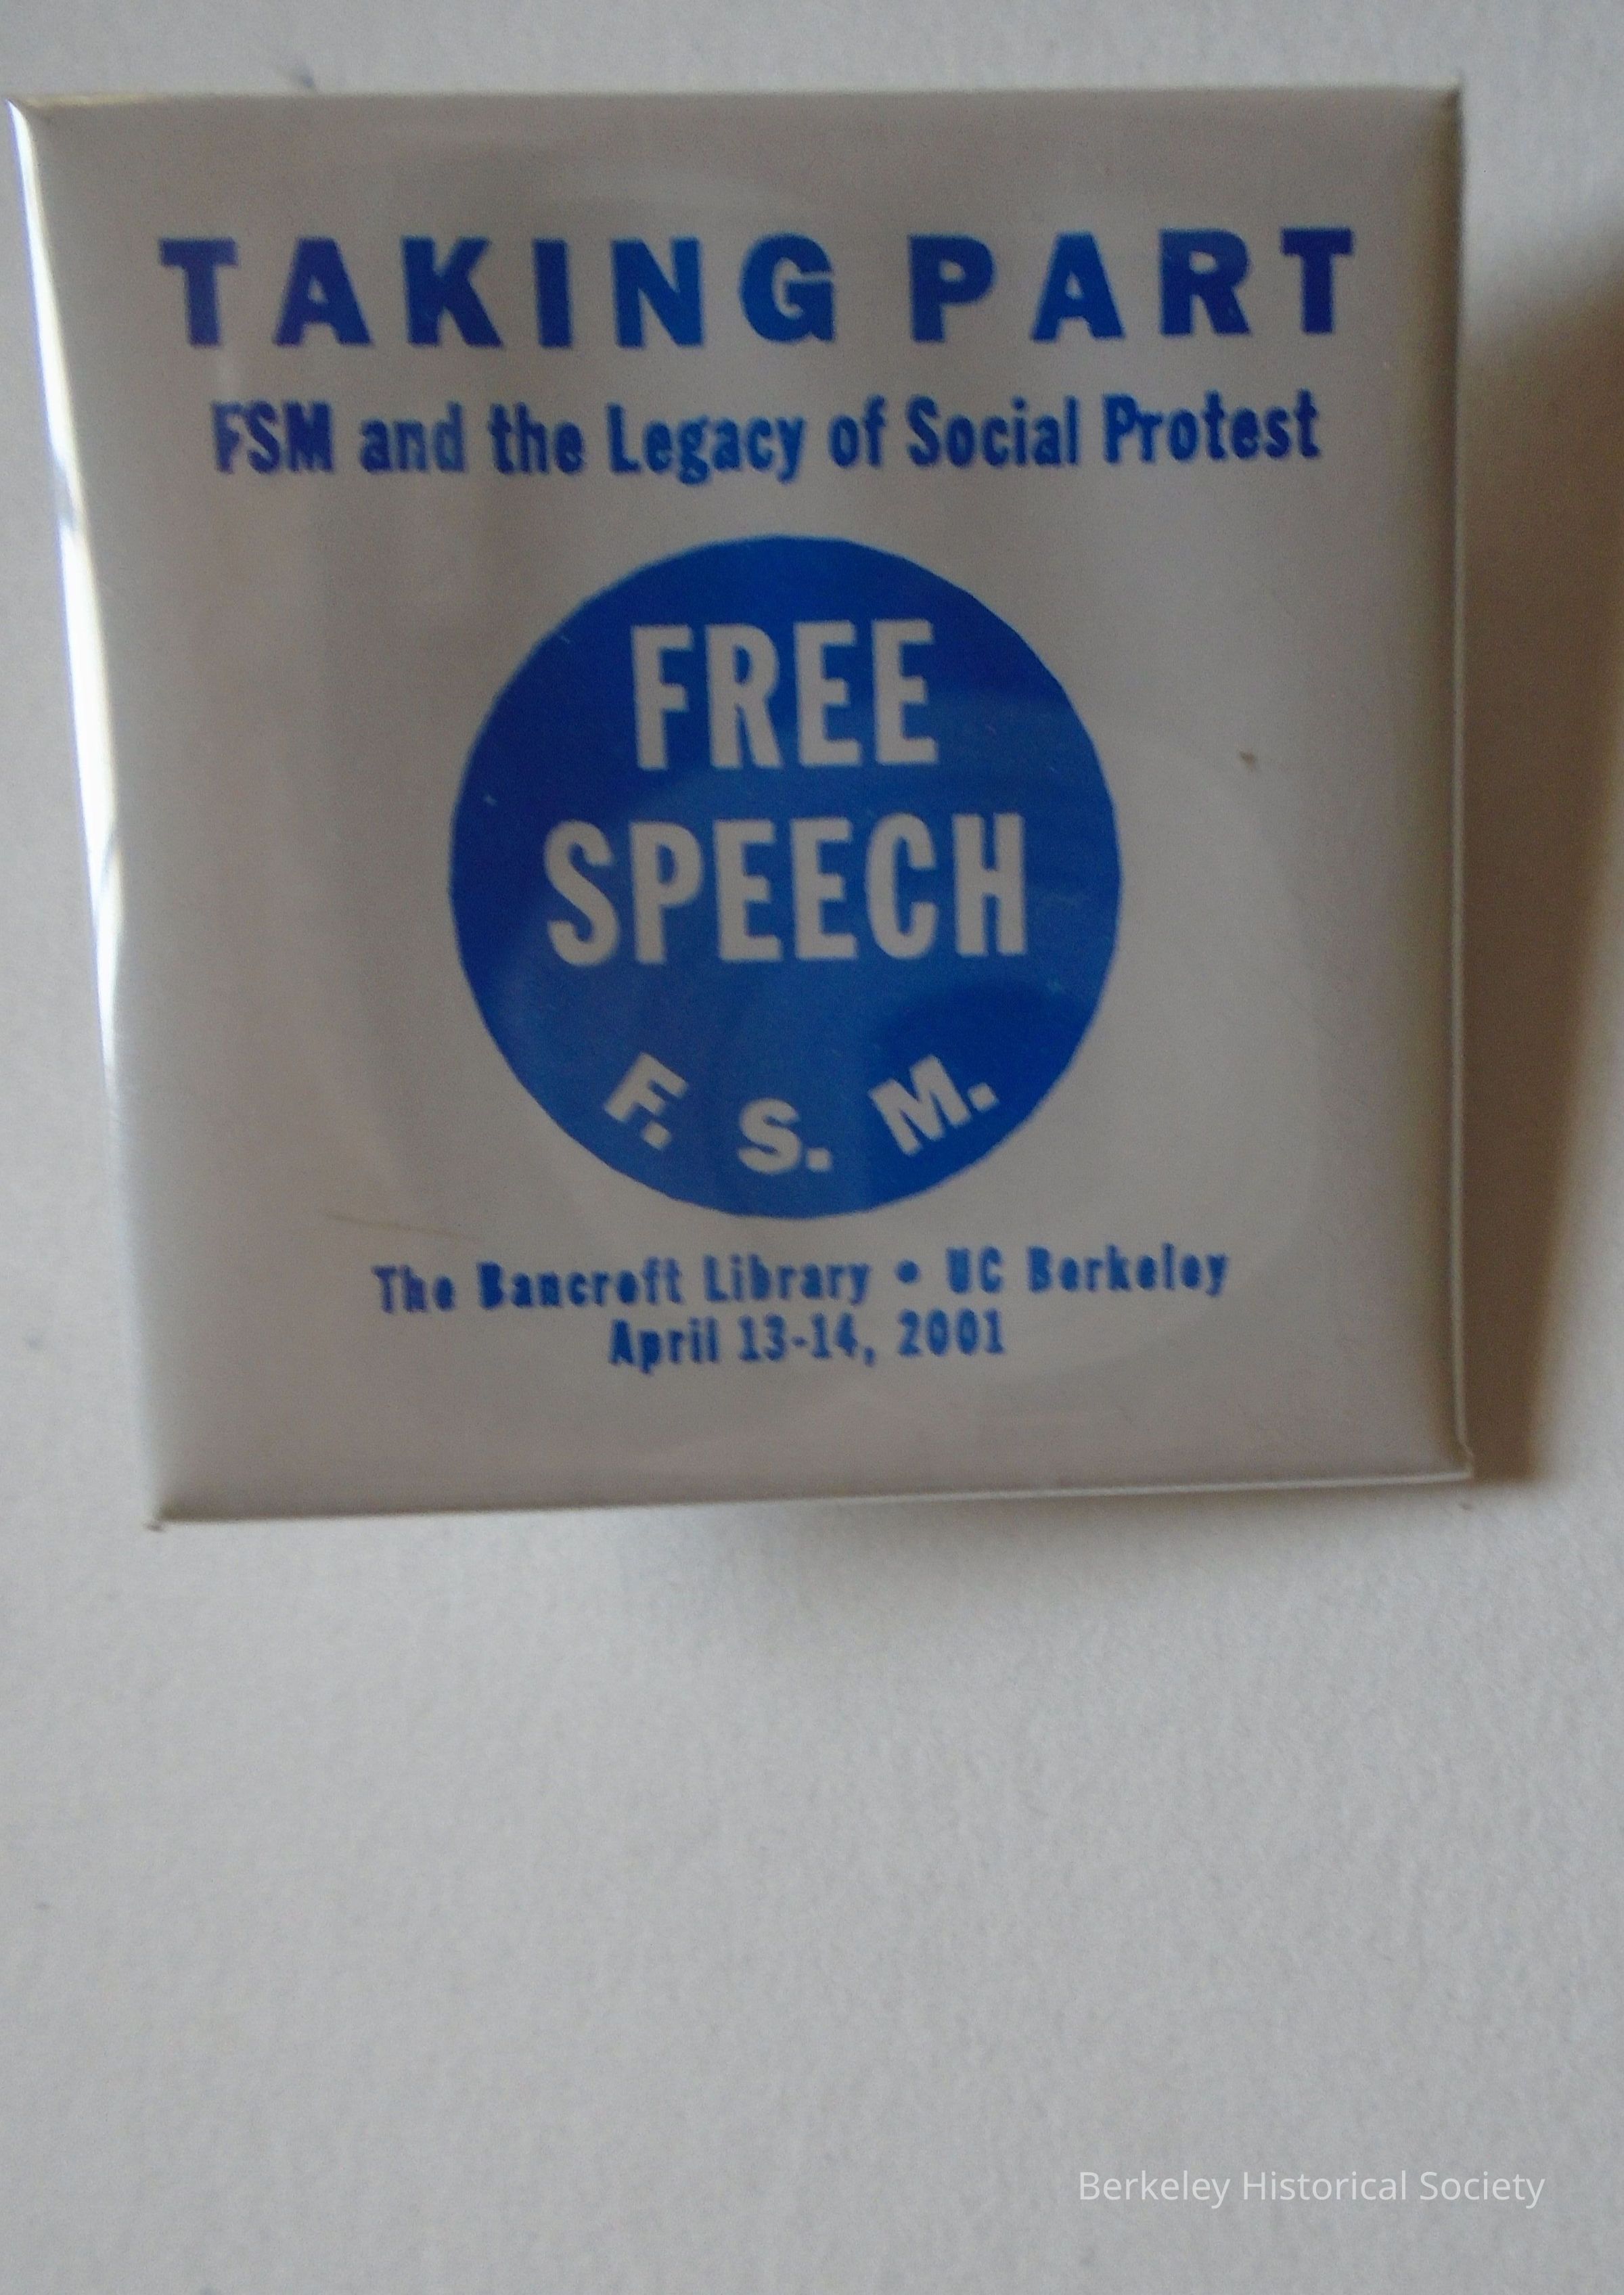 TAKING PART
FSM and the Legacy of Social Protest
FREE
SPEECH
F. S. M.
The Bancroft Library • UC Berkeley
April 13-14, 2001
Berkeley Historical Society